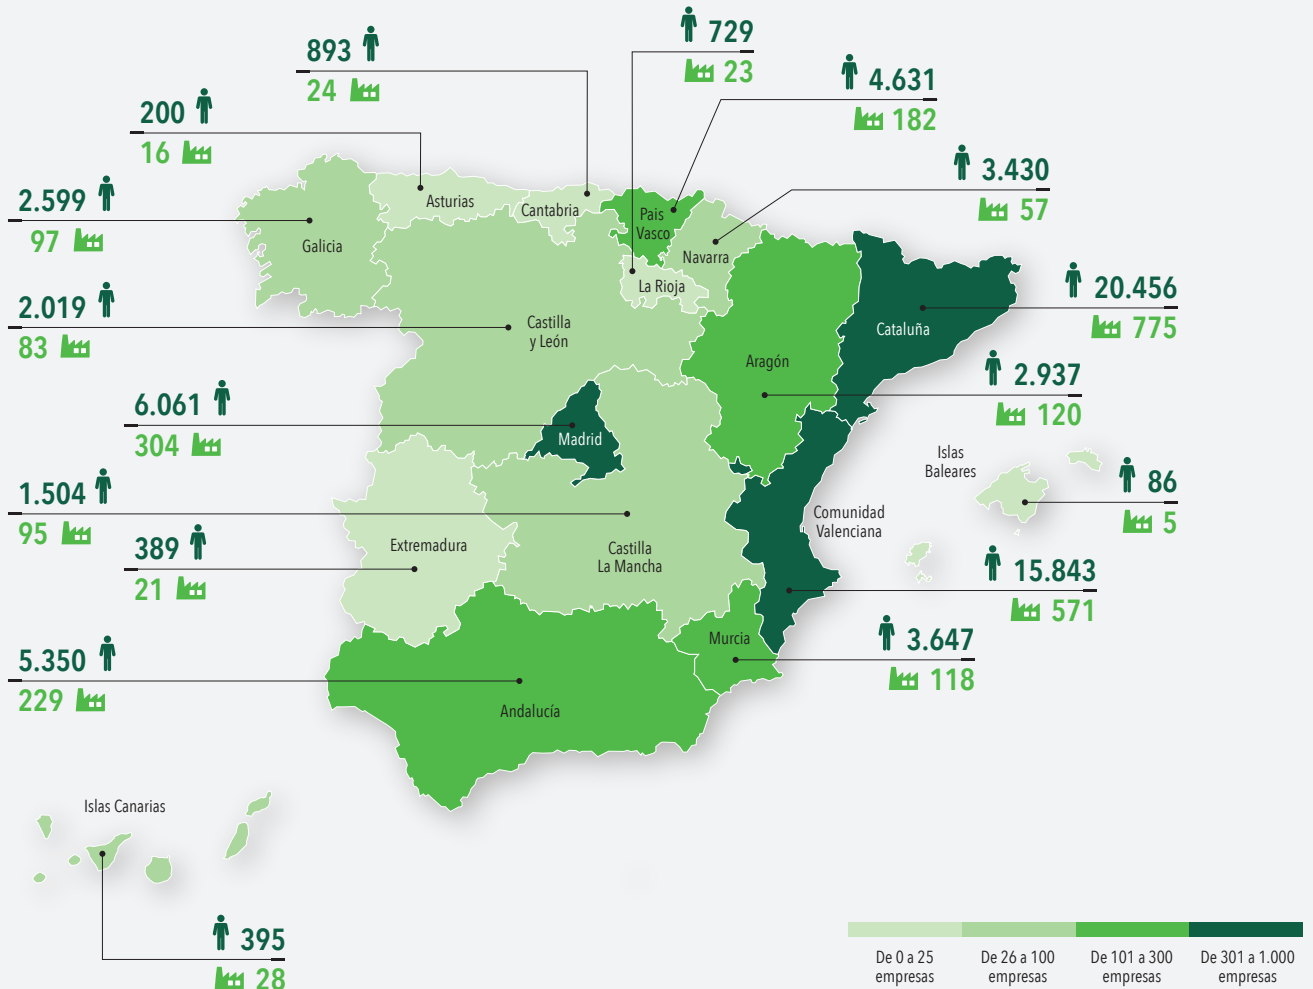 729
23
893
24
4.631
182
200
16
3.430
57
2.599
97
Asturias
Cantabria
Pais
Vasco
Galicia
Navarra
La Rioja
20.456
775
2.019
83
Castilla
y León
Cataluña
Aragón
2.937
120
6.061
304
Madrid
Islas
Baleares
86
5
1.504
95
Comunidad
Valenciana
389
21
Extremadura
Castilla
La Mancha
15.843
571
Murcia
3.647
118
5.350
229
Andalucía
Islas Canarias
395
28
De 0 a 25
empresas
De 26 a 100
empresas
De 101 a 300
empresas
De 301 a 1.000
empresas